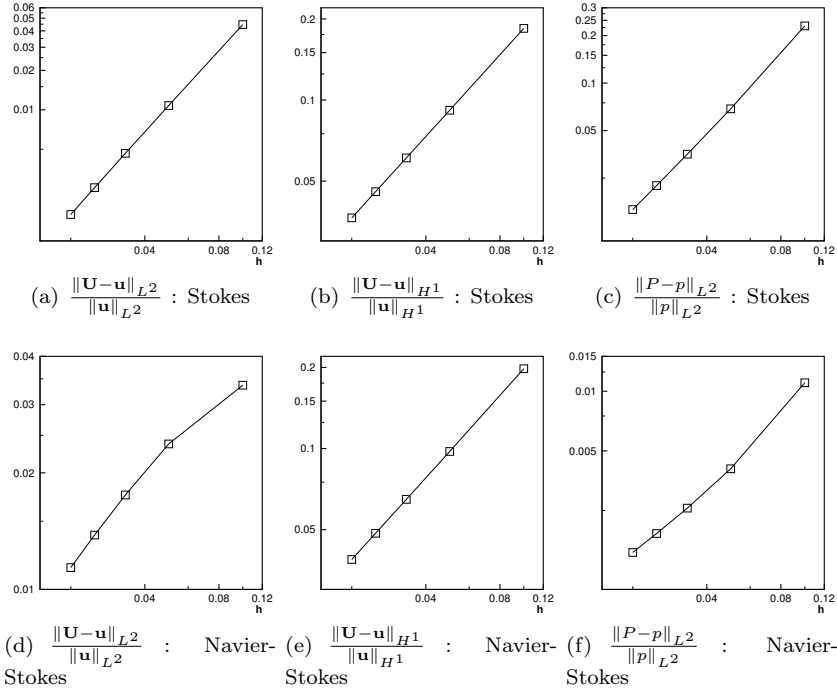 0.06
0.05
0.04
0.03
0.02
0.01
0.04 0.08 0.12
h
(a) ‖U−u‖_{L²} / ‖u‖_{L²} : Stokes
0.2
0.15
0.1
0.05
0.04 0.08 0.12
h
(b) ‖U−u‖_{H¹} / ‖u‖_{H¹} : Stokes
0.3
0.25
0.2
0.15
0.1
0.05
0.04 0.08 0.12
h
(c) ‖P−p‖_{L²} / ‖p‖_{L²} : Stokes
0.04
0.03
0.02
0.01
0.04 0.08 0.12
h
(d) ‖U−u‖_{L²} / ‖u‖_{L²} : Navier-
Stokes
0.2
0.15
0.1
0.05
0.04 0.08 0.12
h
(e) ‖U−u‖_{H¹} / ‖u‖_{H¹} : Navier-
Stokes
0.015
0.01
0.005
0.04 0.08 0.12
h
(f) ‖P−p‖_{L²} / ‖p‖_{L²} : Navier-
Stokes